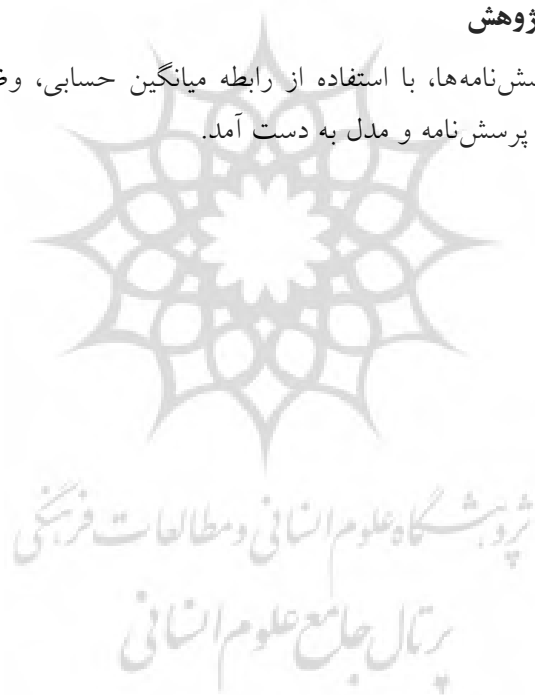 ژوهش
سش‌نامه‌ها، با استفاده از رابطه میانگین حسابی، وض
پرسش‌نامه و مدل به دست آمد.
پژوهشگاه علوم انسانی و مطالعات فرهنگی
پرتال جامع علوم انسانی